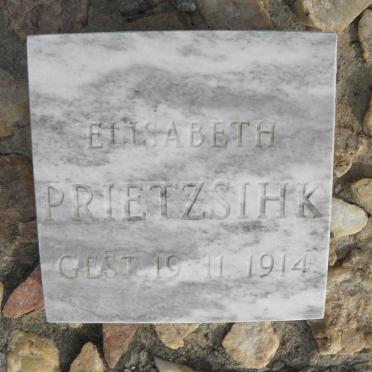 ELISABETH
PRIETZSIHK
GEST 19 11 1914